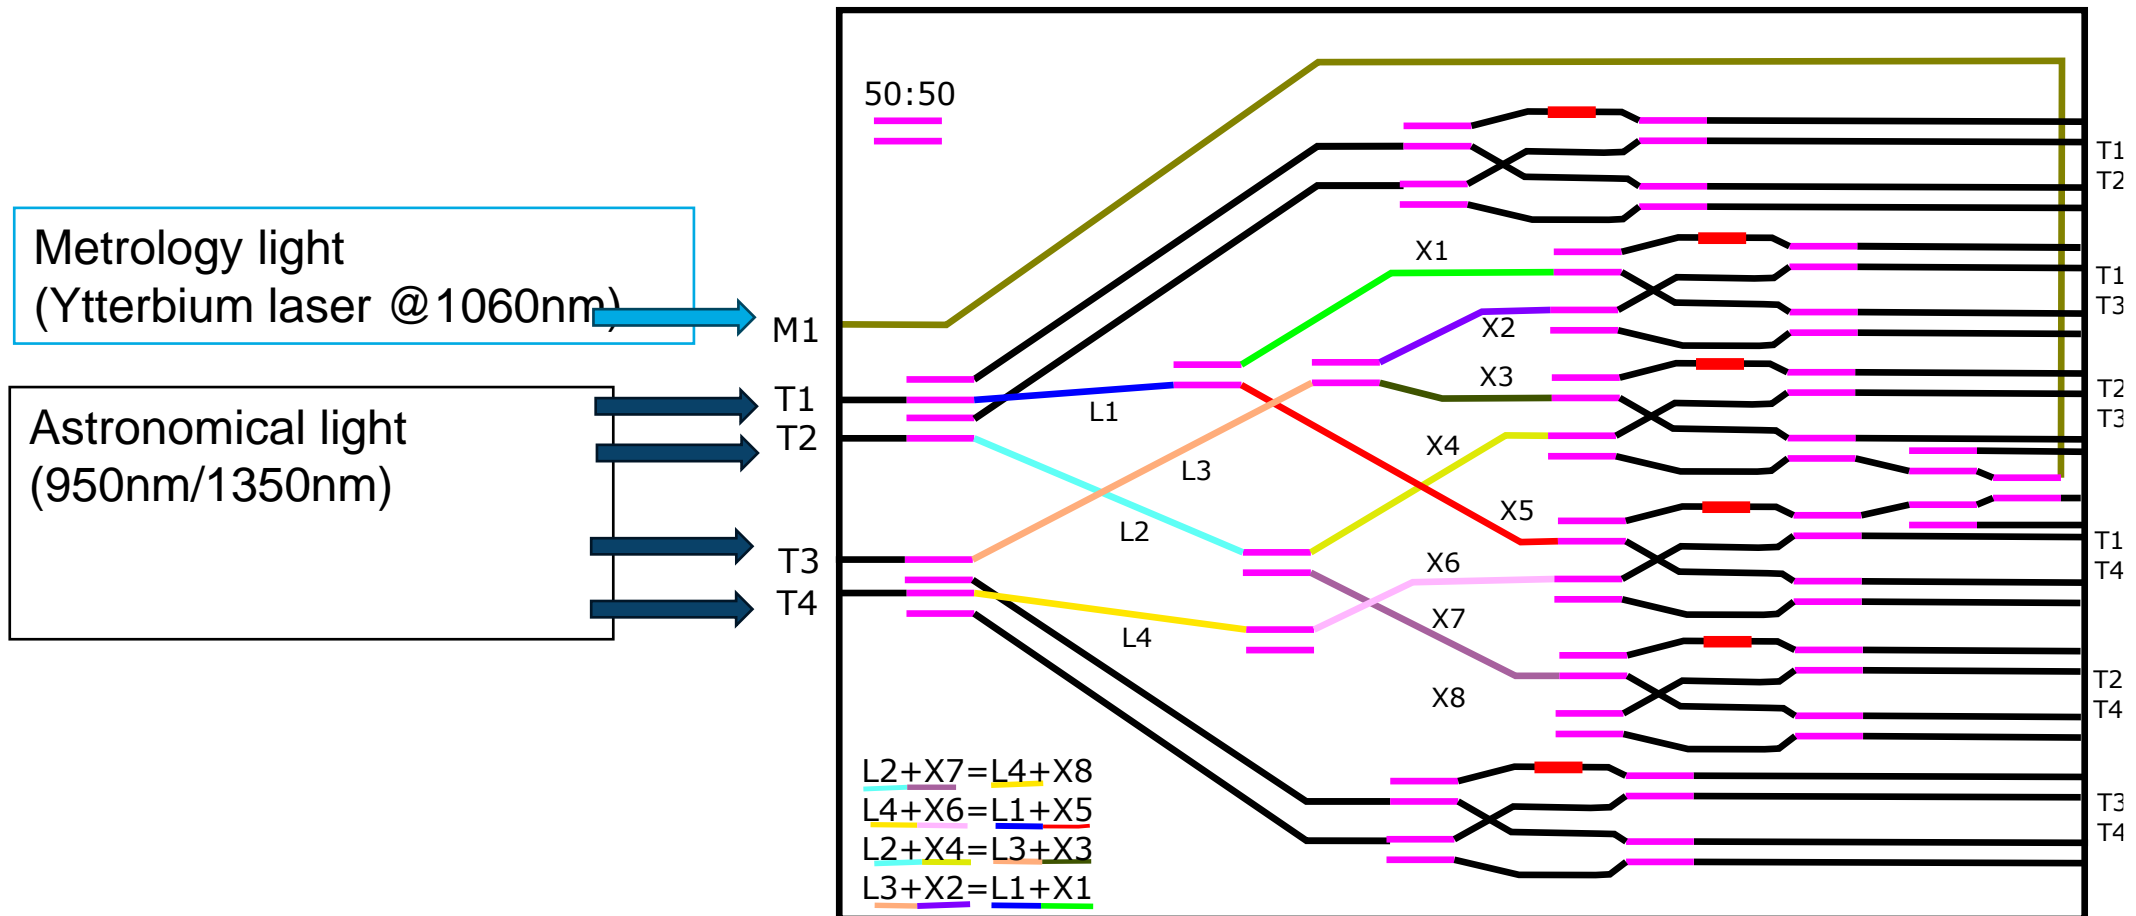 Metrology light
(Ytterbium laser @1060nm)
Astronomical light
(950nm/1350nm)
M1
T1
T2
T3
T4
50:50
L1
L3
L2
L4
X1
X2
X3
X4
X5
X6
X7
X8
T1
T2
T1
T3
T2
T3
T1
T4
T2
T4
T3
T4
L2+X7=L4+X8
L4+X6=L1+X5
L2+X4=L3+X3
L3+X2=L1+X1